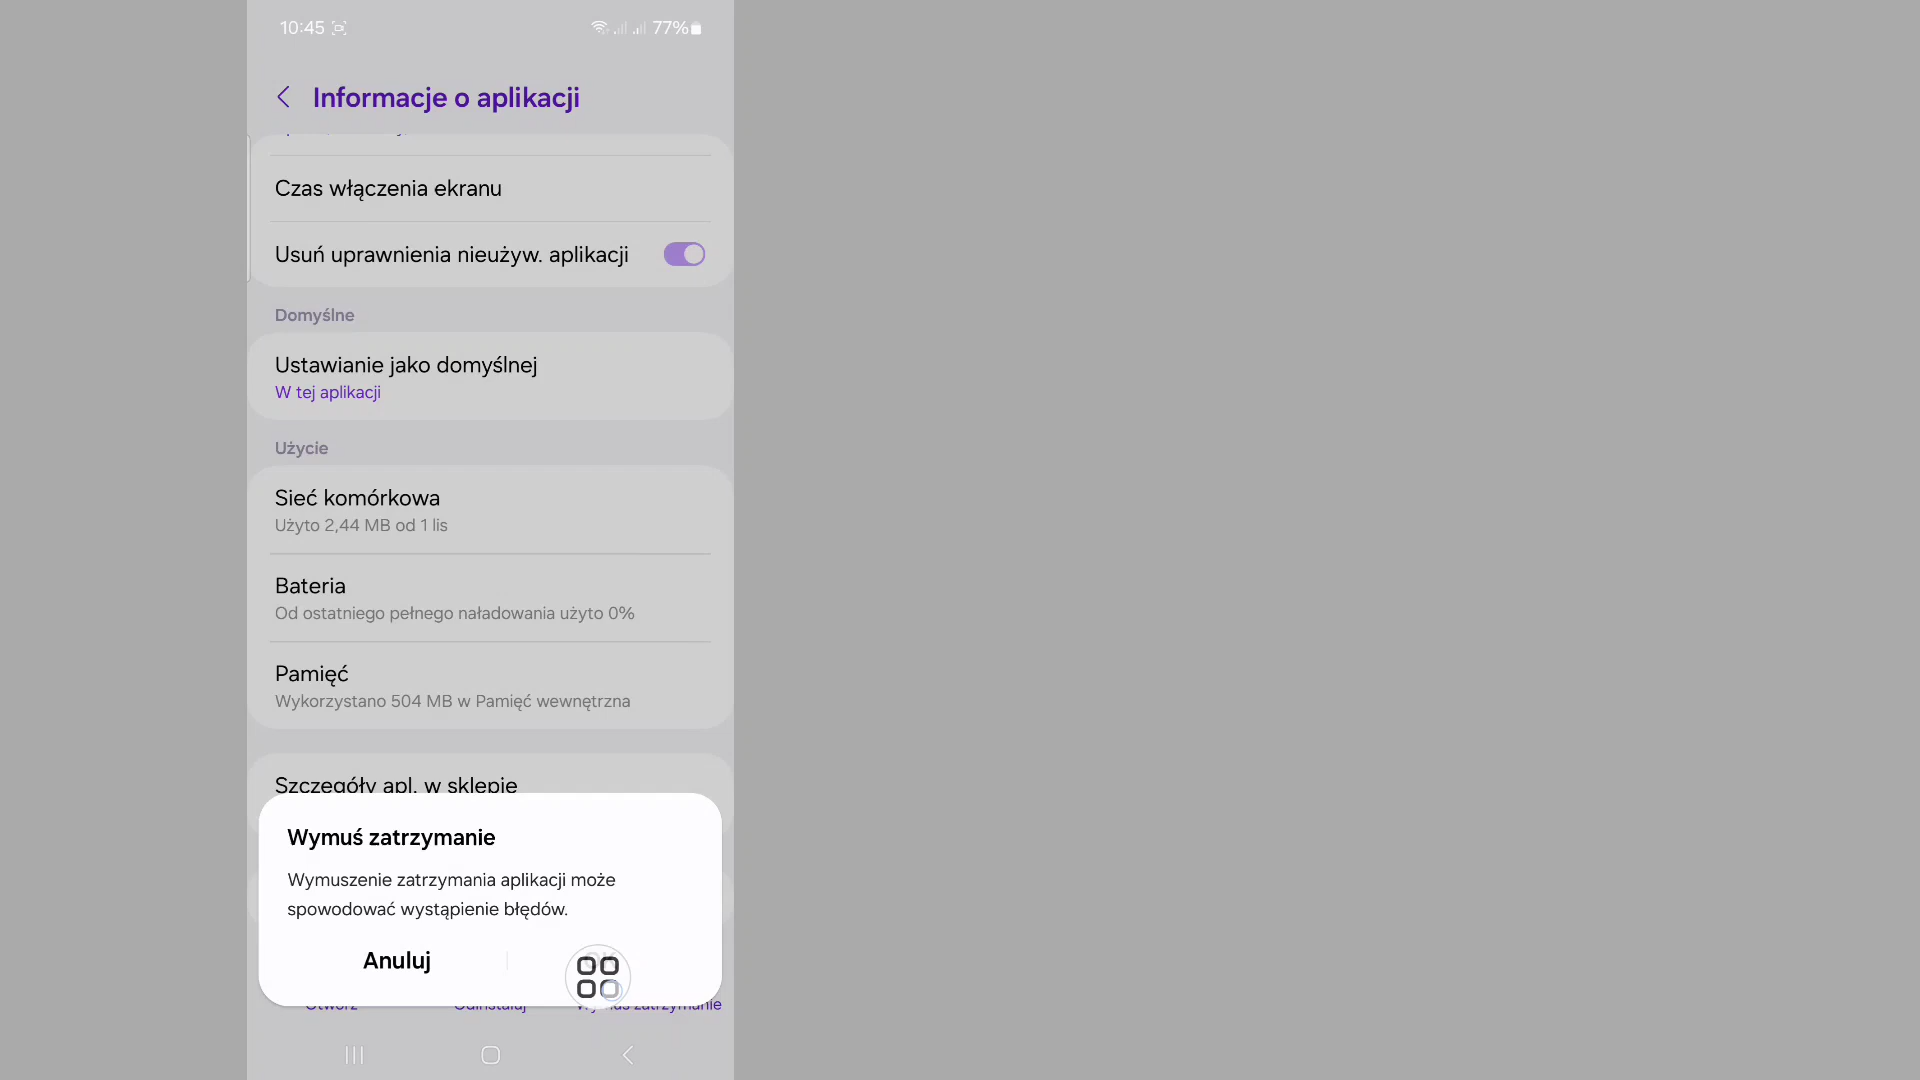 10:45
77%
Informacje o aplikacji
Czas włączenia ekranu
Usuń uprawnienia nieużyw. aplikacji
Domyślne
Ustawianie jako domyślnej
W tej aplikacji
Użycie
Sieć komórkowa
Użyto 2,44 MB od 1 lis
Bateria
Od ostatniego pełnego naładowania użyto 0%
Pamięć
Wykorzystano 504 MB w Pamięć wewnętrzna
Szczegóły apl. w sklepie
Wymuś zatrzymanie
Wymuszenie zatrzymania aplikacji może
spowodować wystąpienie błędów.
Anuluj
Otwórz Odinstaluj Wymuś zatrzymanie